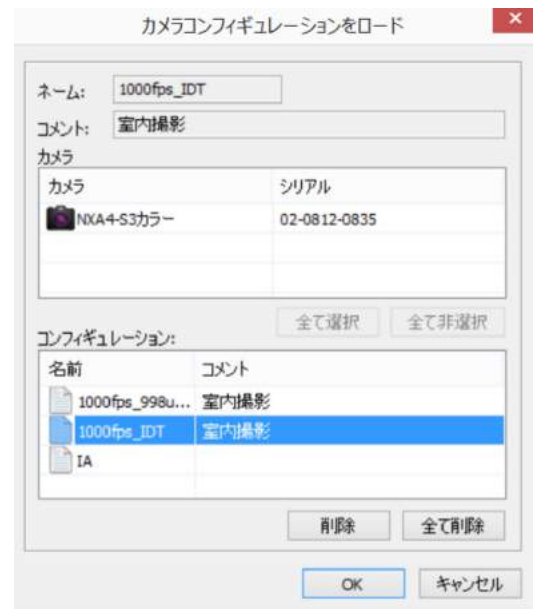 カメラコンフィギュレーションをロード
ネーム: 1000fps_IDT
コメント: 室内撮影
カメラ
カメラ シリアル
NXA4-S3カラー 02-0812-0835
全て選択 全て非選択
コンフィギュレーション:
名前 コメント
1000fps_998u... 室内撮影
1000fps_IDT 室内撮影
IA
削除 全て削除
OK キャンセル